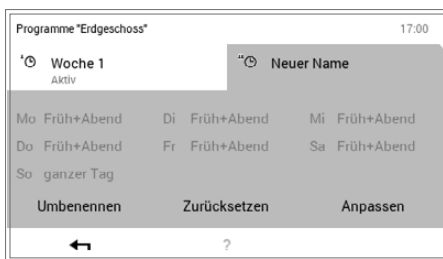 Programme "Erdgeschoss" 17:00
Woche 1 Neuer Name
Aktiv
Mo Früh+Abend Di Früh+Abend Mi Früh+Abend
Do Früh+Abend Fr Früh+Abend Sa Früh+Abend
So ganzer Tag
Umbenennen Zurücksetzen Anpassen
?